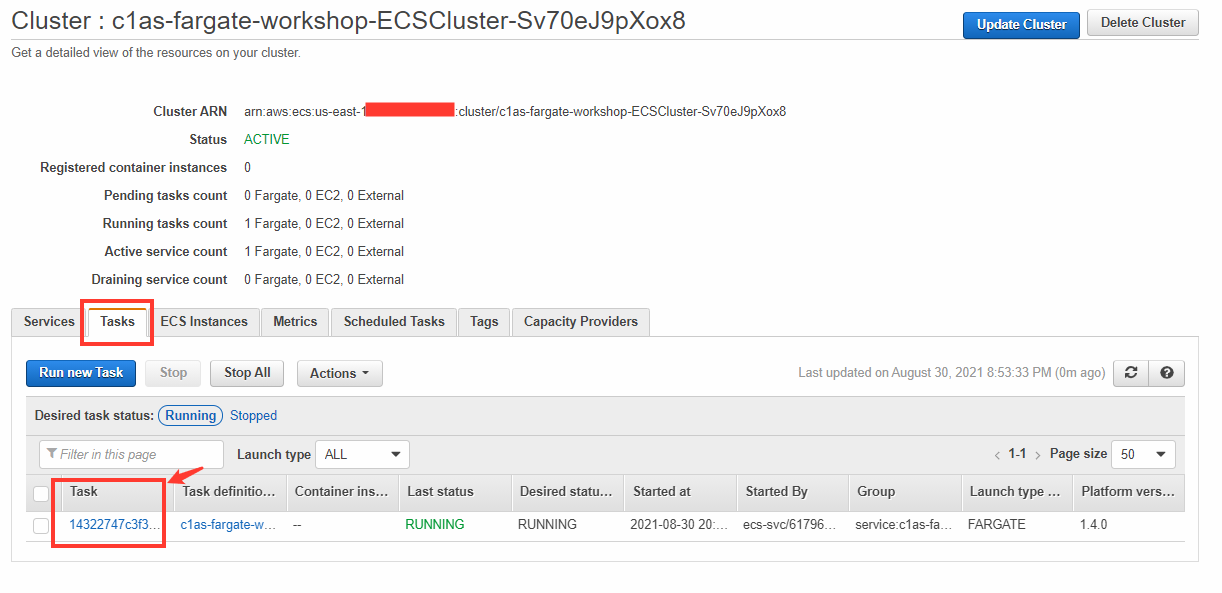 Cluster : c1as-fargate-workshop-ECSCluster-Sv70eJ9pXox8
Update Cluster Delete Cluster
Get a detailed view of the resources on your cluster.
Cluster ARN arn:aws:ecs:us-east-1 :cluster/c1as-fargate-workshop-ECSCluster-Sv70eJ9pXox8
Status ACTIVE
Registered container instances 0
Pending tasks count 0 Fargate, 0 EC2, 0 External
Running tasks count 1 Fargate, 0 EC2, 0 External
Active service count 1 Fargate, 0 EC2, 0 External
Draining service count 0 Fargate, 0 EC2, 0 External
Services Tasks ECS Instances Metrics Scheduled Tasks Tags Capacity Providers
Run new Task Stop Stop All Actions Last updated on August 30, 2021 8:53:33 PM (0m ago)
Desired task status: Running Stopped
Filter in this page Launch type ALL < 1-1 > Page size 50
Task Task definitio... Container ins... Last status Desired statu... Started at Started By Group Launch type ... Platform vers...
14322747c3f3... c1as-fargate-w... -- RUNNING RUNNING 2021-08-30 20:... ecs-svc/61796... service:c1as-fa... FARGATE 1.4.0